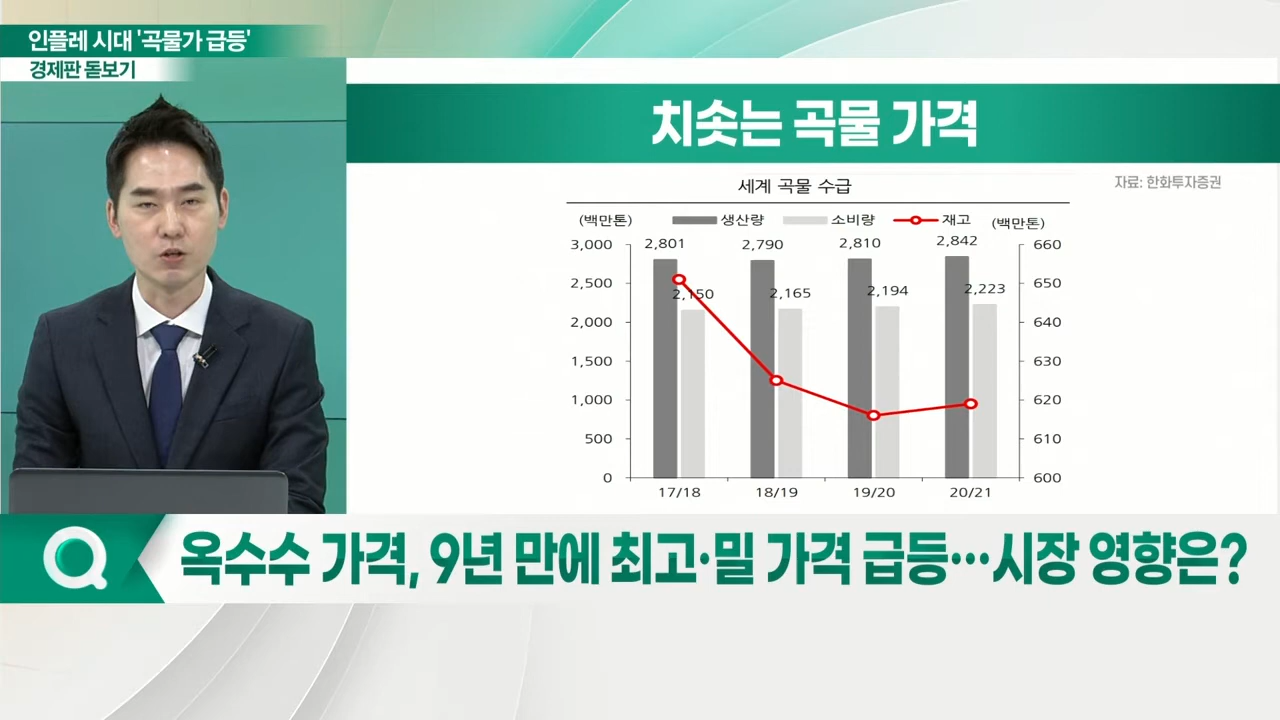 인플레 시대 '곡물가 급등'
경제판 돋보기
치솟는 곡물 가격
자료: 한화투자증권
세계 곡물 수급
(백만톤) 생산량 소비량 재고 (백만톤)
3,000 2,801 2,790 2,810 2,842 660
2,500 2,150 2,165 2,194 2,223 650
2,000 640
1,500 630
1,000 620
500 610
0 600
17/18 18/19 19/20 20/21
옥수수 가격, 9년 만에 최고·밀 가격 급등…시장 영향은?